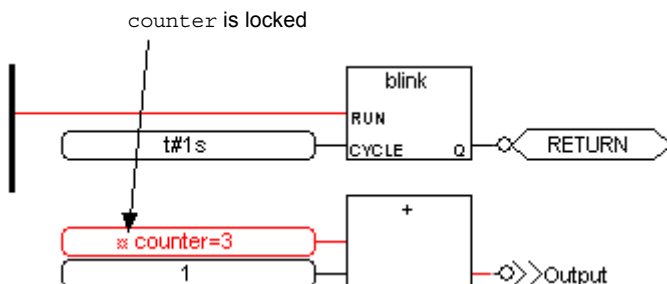 counter is locked
blink
RUN
t#1s
CYCLE Q
RETURN
+
counter=3
1
>>Output